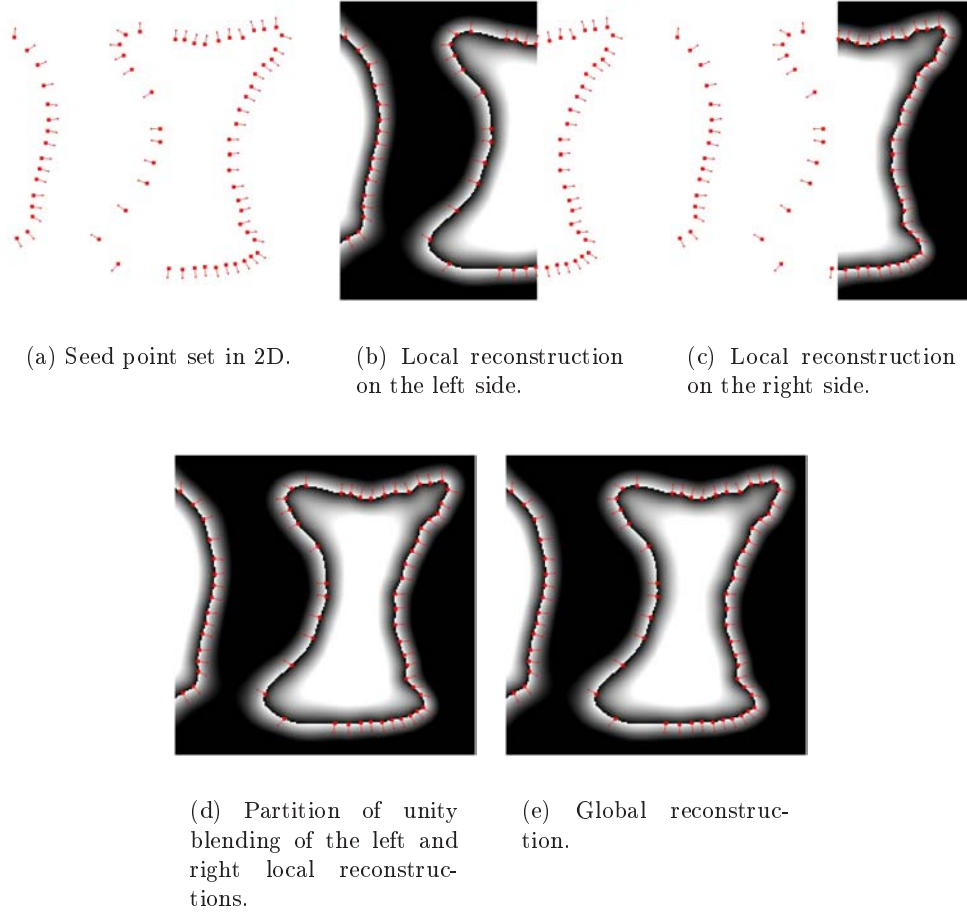 (a) Seed point set in 2D.
(b) Local reconstruction
on the left side.
(c) Local reconstruction
on the right side.
(d) Partition of unity
blending of the left and
right local reconstruc-
tions.
(e) Global reconstruc-
tion.